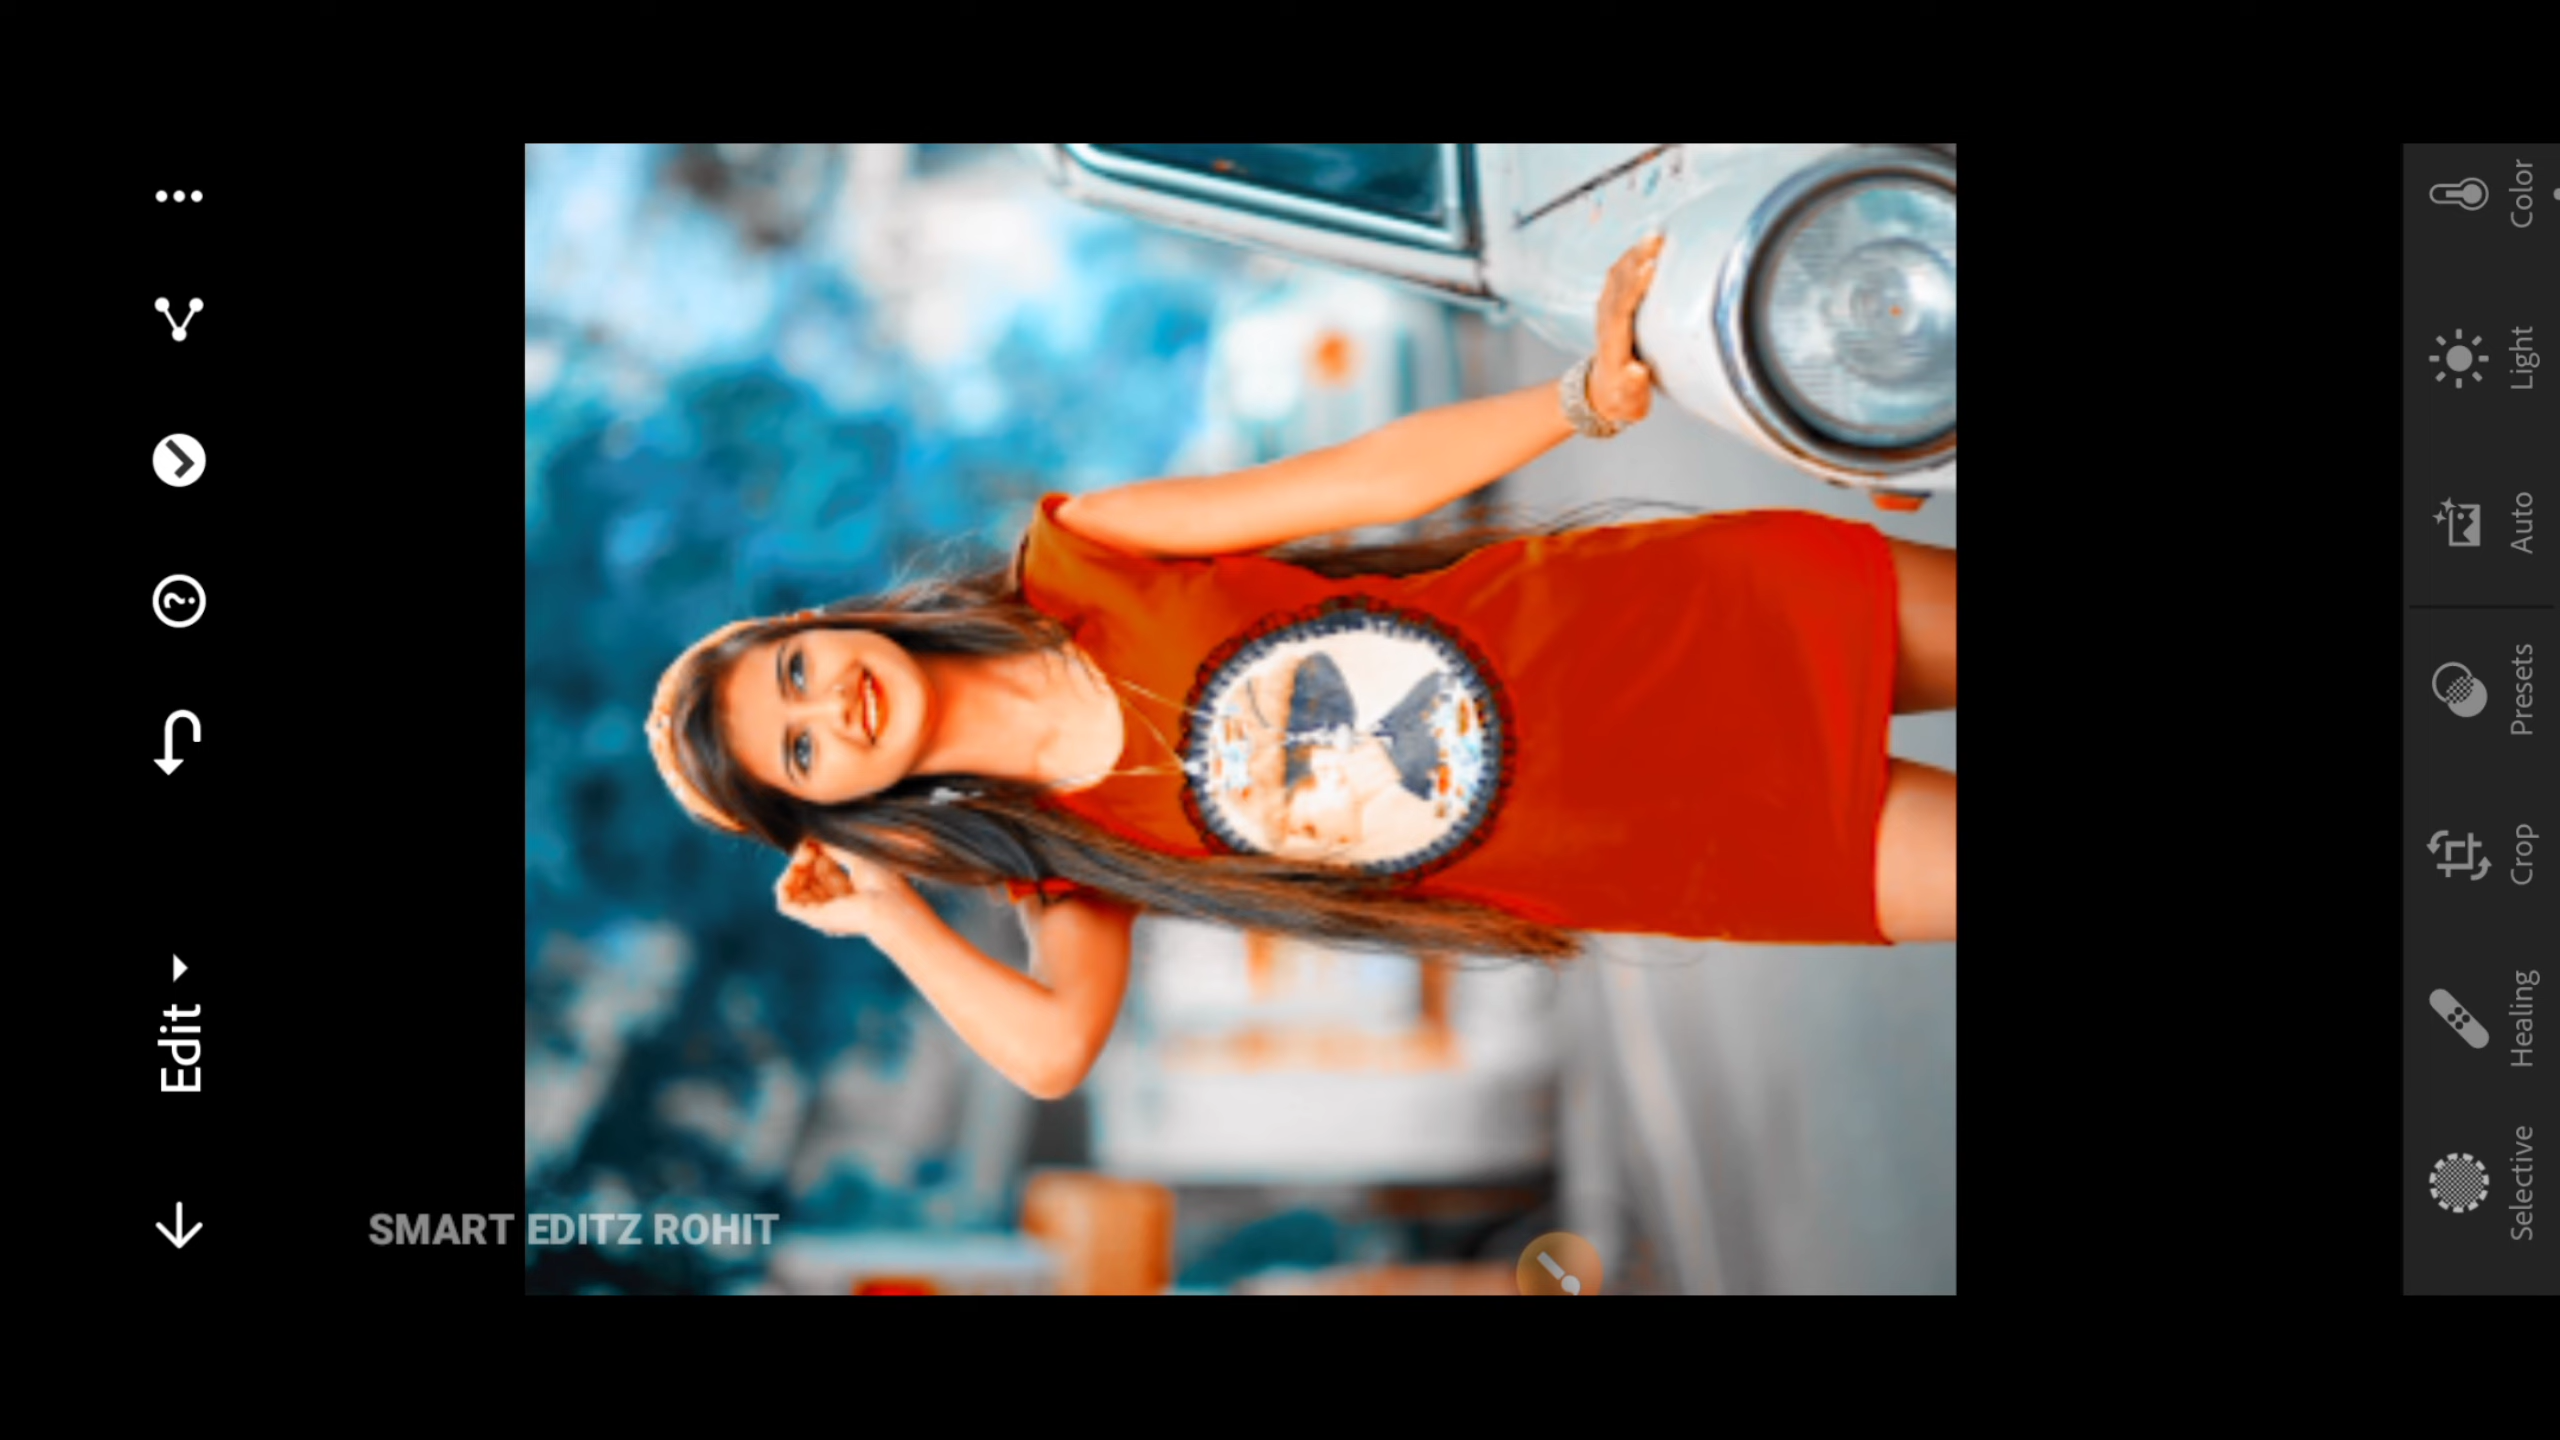 Edit
SMART EDITZ ROHIT
Selective
Healing
Crop
Presets
Auto
Light
Color